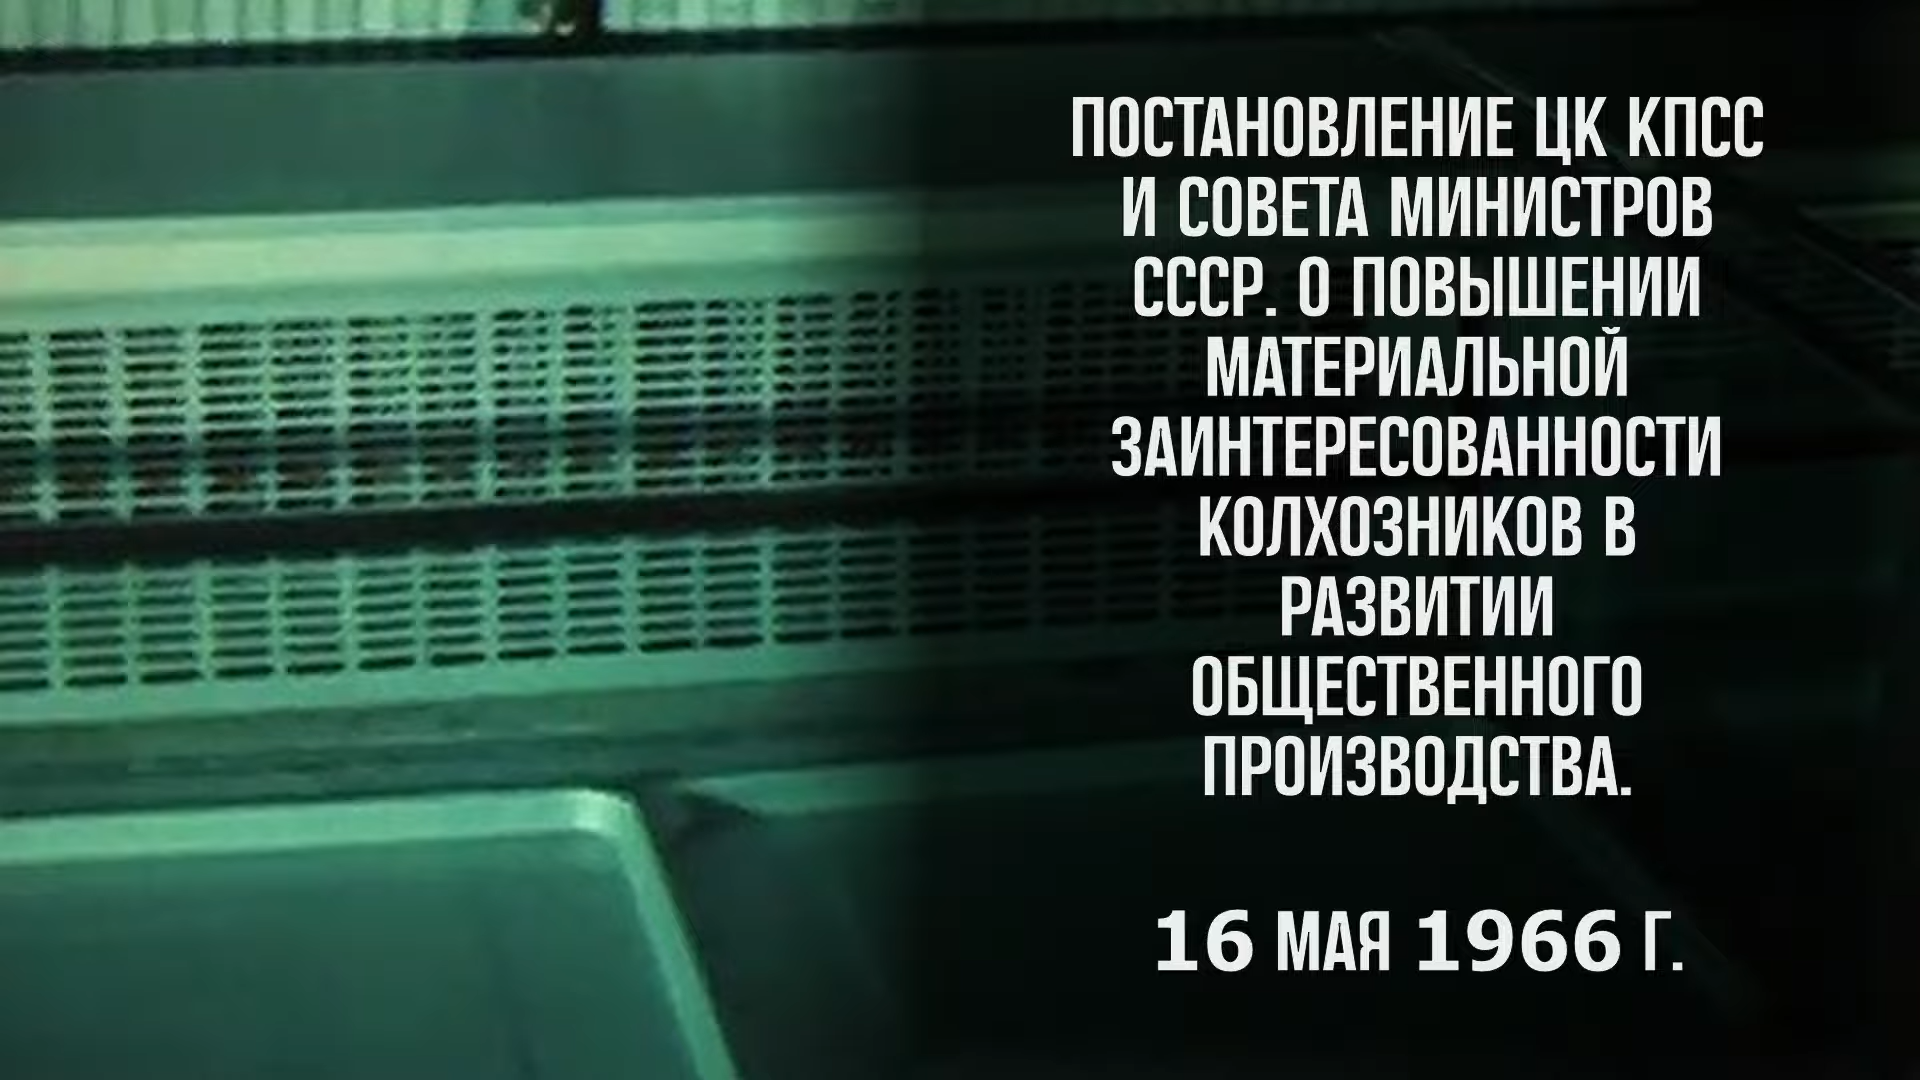 ПОСТАНОВЛЕНИЕ ЦК КПСС
И СОВЕТА МИНИСТРОВ
СССР. О ПОВЫШЕНИИ
МАТЕРИАЛЬНОЙ
ЗАИНТЕРЕСОВАННОСТИ
КОЛХОЗНИКОВ В
РАЗВИТИИ
ОБЩЕСТВЕННОГО
ПРОИЗВОДСТВА.
16 МАЯ 1966 Г.